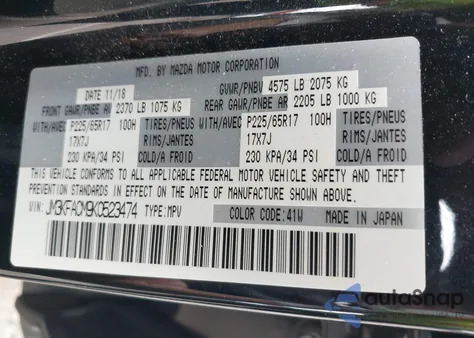 MFD. BY MAZDA MOTOR CORPORATION
DATE 11/18
GVWR/PNBV 4575 LB 2075 KG
FRONT GAWR/PNBE AV 2370 LB 1075 KG
REAR GAWR/PNBE AR 2205 LB 1000 KG
WITH/AVEC P225/65R17 100H TIRES/PNEUS
17X7J RIMS/JANTES
230 KPA/34 PSI COLD/A FROID
WITH/AVEC P225/65R17 100H TIRES/PNEUS
17X7J RIMS/JANTES
230 KPA/34 PSI COLD/A FROID
THIS VEHICLE CONFORMS TO ALL APPLICABLE FEDERAL MOTOR VEHICLE SAFETY AND THEFT
PREVENTION STANDARDS IN EFFECT ON THE DATE OF MANUFACTURE SHOWN ABOVE.
VIN: JM3KFACM9K0523474 TYPE: MPV
COLOR CODE: 41W MADE IN JAPAN
autoSnap